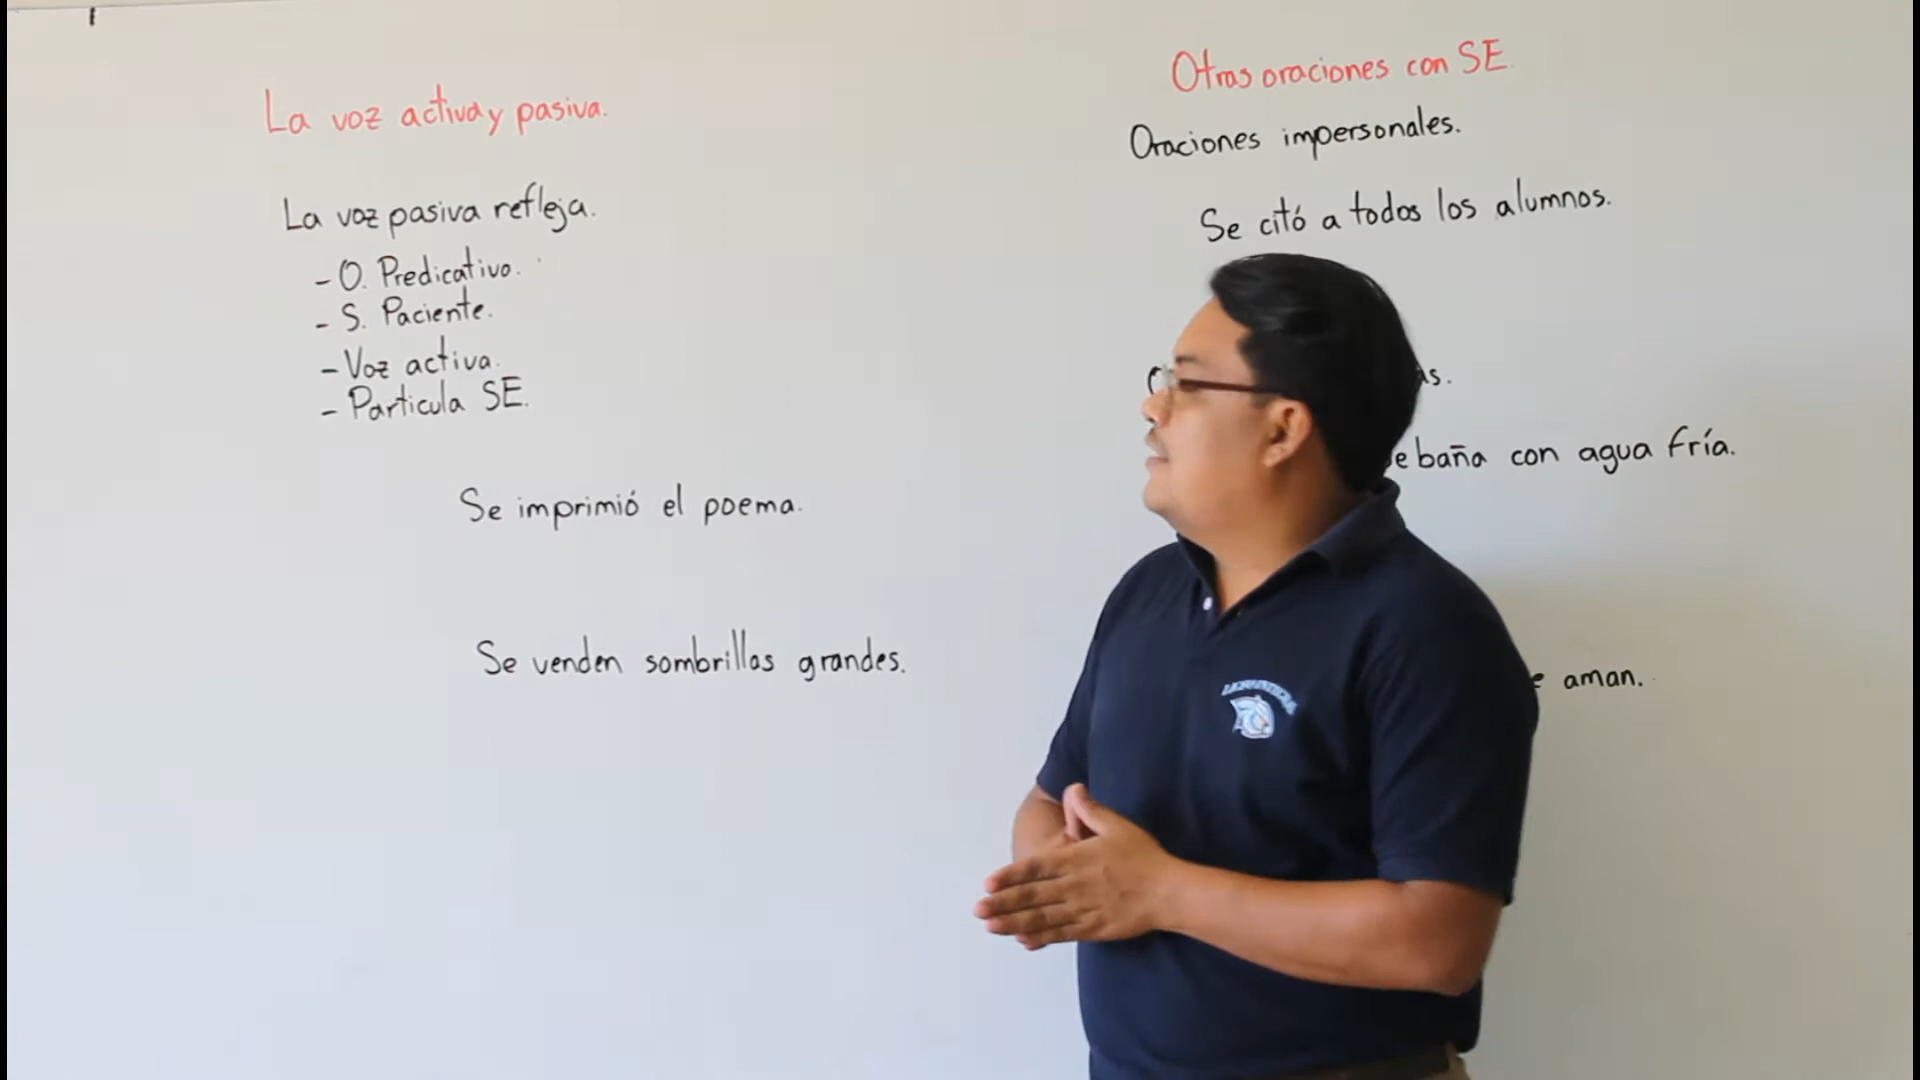 La voz activa y pasiva.
La voz pasiva refleja.
- O. Predicativo.
- S. Paciente.
- Voz activa.
- Particula SE.
Se imprimió el poema.
Se venden sombrillas grandes.
Otras oraciones con SE.
Oraciones impersonales.
Se citó a todos los alumnos.
baña con agua fría.
aman.